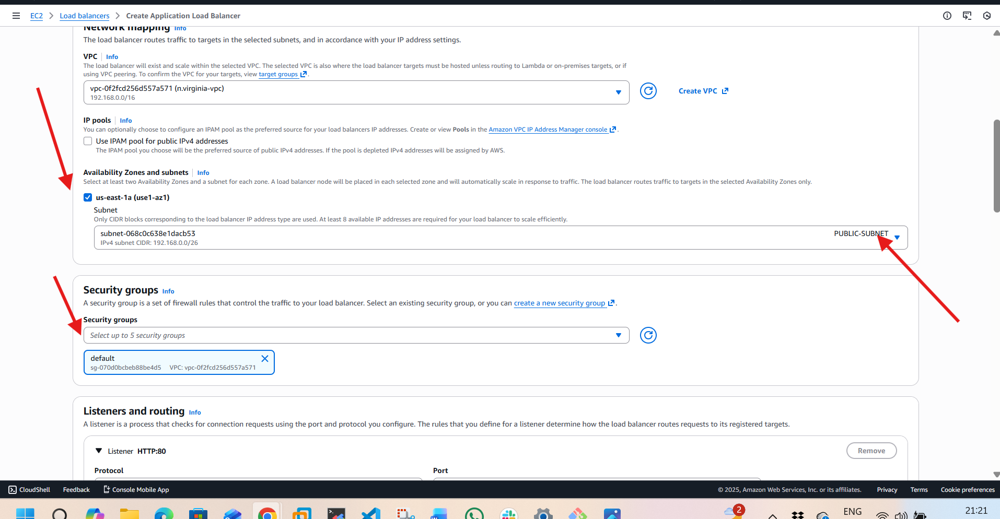 EC2 > Load balancers > Create Application Load Balancer
Network mapping Info
The load balancer routes traffic to targets in the selected subnets, and in accordance with your IP address settings.
VPC Info
The load balancer will exist and scale within the selected VPC. The selected VPC is also where the load balancer targets must be hosted unless routing to Lambda or on-premises targets, or if
using VPC peering. To confirm the VPC for your targets, view target groups.
vpc-0f2fcd256d557a571 (n.virginia-vpc)
192.168.0.0/16
Create VPC
IP pools Info
You can optionally choose to configure an IPAM pool as the preferred source for your load balancers IP addresses. Create or view Pools in the Amazon VPC IP Address Manager console.
Use IPAM pool for public IPv4 addresses
The IPAM pool you choose will be the preferred source of public IPv4 addresses. If the pool is depleted IPv4 addresses will be assigned by AWS.
Availability Zones and subnets Info
Select at least two Availability Zones and a subnet for each zone. A load balancer node will be placed in each selected zone and will automatically scale in response to traffic. The load balancer routes traffic to targets in the selected Availability Zones only.
us-east-1a (use1-az1)
Subnet
Only CIDR blocks corresponding to the load balancer IP address type are used. At least 8 available IP addresses are required for your load balancer to scale efficiently.
subnet-068c0c638e1dacb53 PUBLIC-SUBNET
IPv4 subnet CIDR: 192.168.0.0/26
Security groups Info
A security group is a set of firewall rules that control the traffic to your load balancer. Select an existing security group, or you can create a new security group.
Security groups
Select up to 5 security groups
default
sg-070d0bcbeb88be4d5 VPC: vpc-0f2fcd256d557a571
Listeners and routing Info
A listener is a process that checks for connection requests using the port and protocol you configure. The rules that you define for a listener determine how the load balancer routes requests to its registered targets.
Listener HTTP:80 Remove
Protocol Port
CloudShell Feedback Console Mobile App © 2025, Amazon Web Services, Inc. or its affiliates. Privacy Terms Cookie preferences
2 ENG 21:21